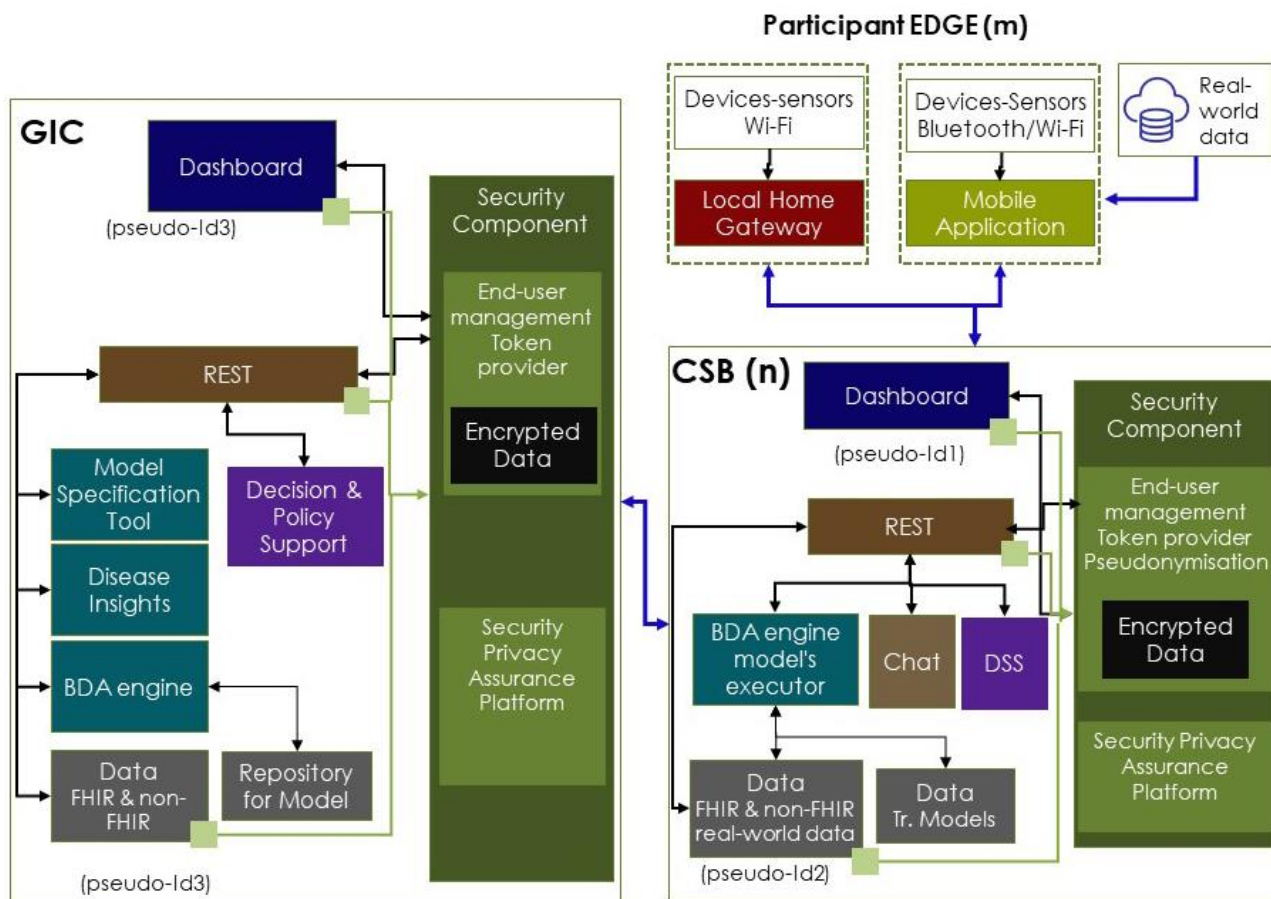 Participant EDGE (m)
Devices-sensors
Wi-Fi
Local Home
Gateway
Devices-Sensors
Bluetooth/Wi-Fi
Mobile
Application
Real-
world
data
GIC
Dashboard
(pseudo-Id3)
REST
Model
Specification
Tool
Decision &
Policy
Support
Disease
Insights
BDA engine
Data
FHIR & non-
FHIR
Repository
for Model
(pseudo-Id3)
Security
Component
End-user
management
Token
provider
Encrypted
Data
Security
Privacy
Assurance
Platform
CSB (n)
Dashboard
(pseudo-Id1)
REST
BDA engine
model's
executor
Chat
DSS
Data
FHIR & non-FHIR
real-world data
Data
Tr. Models
(pseudo-Id2)
Security
Component
End-user
management
Token provider
Pseudonymisation
Encrypted
Data
Security Privacy
Assurance
Platform